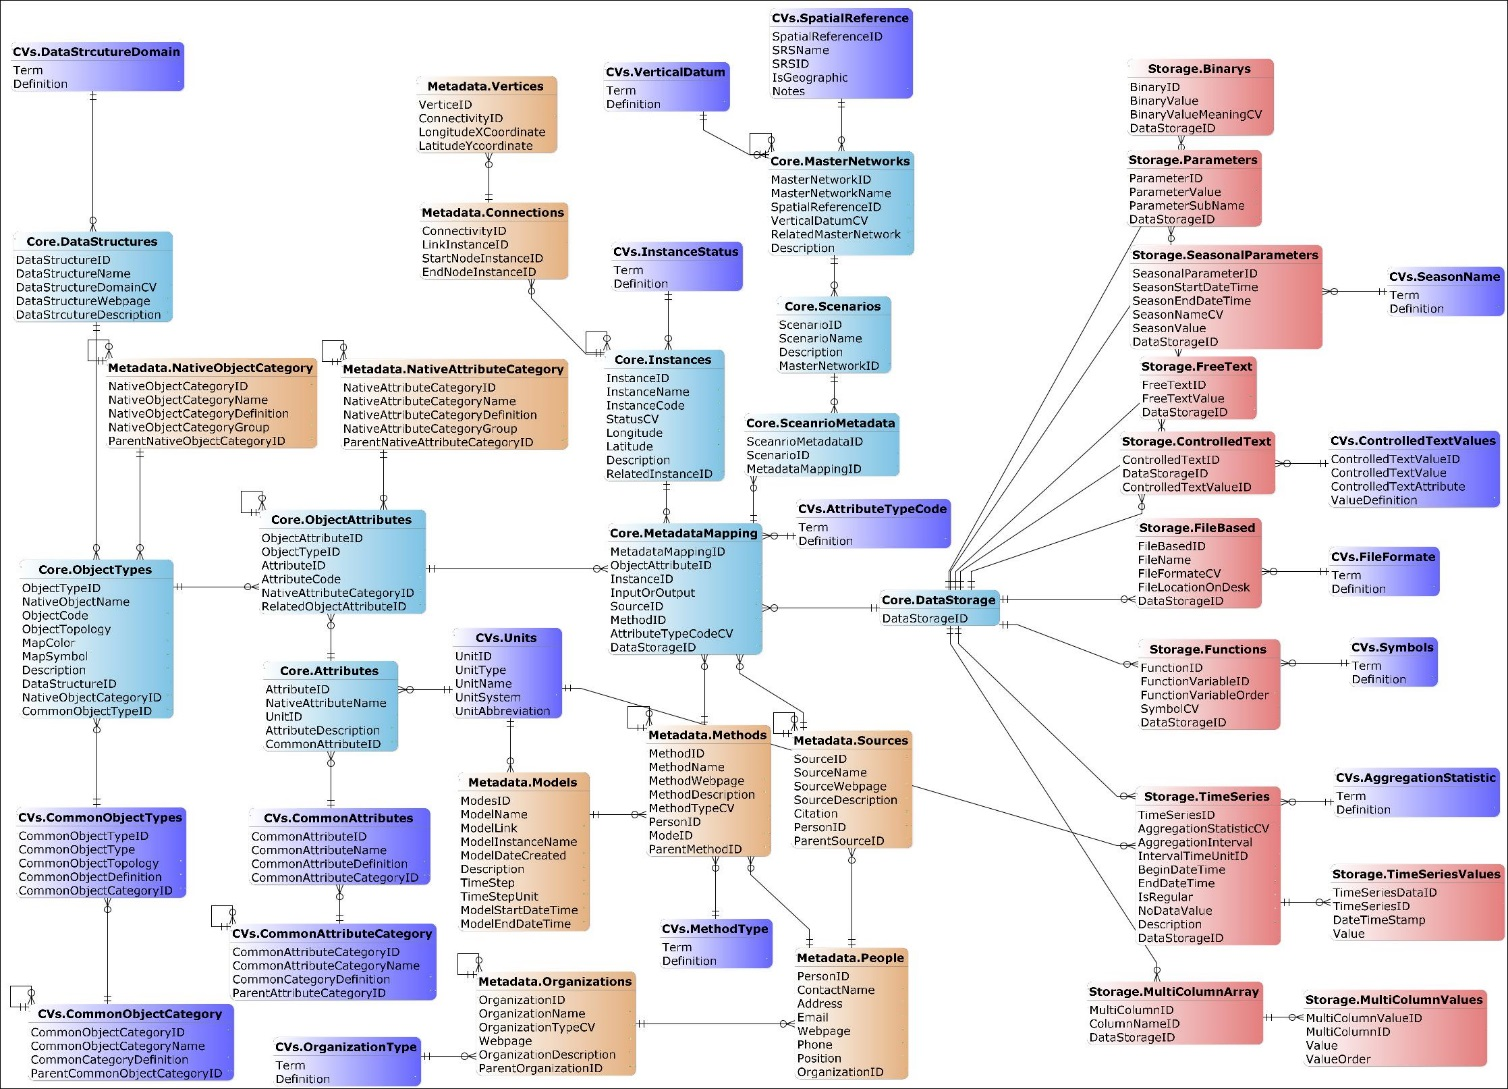 CVs.DataStrcutureDomain
Term
Definition
Core.DataStructures
DataStructureID
DataStructureName
DataStructureDomainCV
DataStructureWebpage
DataStrcutureDescription
Metadata.NativeObjectCategory
NativeObjectCategoryID
NativeObjectCategoryName
NativeObjectCategoryDefinition
NativeObjectCategoryGroup
ParentNativeObjectCategoryID
Core.ObjectTypes
ObjectTypeID
NativeObjectName
ObjectCode
ObjectTopology
MapColor
MapSymbol
Description
DataStructureID
NativeObjectCategoryID
CommonObjectTypeID
CVs.CommonObjectTypes
CommonObjectTypeID
CommonObjectType
CommonObjectTopology
CommonObjectDefinition
CommonObjectCategoryID
CVs.CommonObjectCategory
CommonObjectCategoryID
CommonObjectCategoryName
CommonCategoryDefinition
ParentCommonObjectCategoryID
Metadata.Vertices
VerticeID
ConnectivityID
LongitudeXCoordinate
LatitudeYcoordinate
Metadata.Connections
ConnectivityID
LinkInstanceID
StartNodeInstanceID
EndNodeInstanceID
Metadata.NativeAttributeCategory
NativeAttributeCategoryID
NativeAttributeCategoryName
NativeAttributeCategoryDefinition
NativeAttributeCategoryGroup
ParentNativeAttributeCategoryID
Core.ObjectAttributes
ObjectAttributeID
ObjectTypeID
AttributeID
AttributeCode
NativeAttributeCategoryID
RelatedObjectAttributeID
Core.Attributes
AttributeID
NativeAttributeName
UnitID
AttributeDescription
CommonAttributeID
CVs.CommonAttributes
CommonAttributeID
CommonAttributeName
CommonAttributeDefinition
CommonAttributeCategoryID
CVs.CommonAttributeCategory
CommonAttributeCategoryID
CommonAttributeCategoryName
CommonCategoryDefinition
ParentAttributeCategoryID
CVs.OrganizationType
Term
Definition
CVs.Units
UnitID
UnitType
UnitName
UnitSystem
UnitAbbreviation
Metadata.Models
ModesID
ModelName
ModelLink
ModelInstanceName
ModelDateCreated
Description
TimeStep
TimeStepUnit
ModelStartDateTime
ModelEndDateTime
Metadata.Organizations
OrganizationID
OrganizationName
OrganizationTypeCV
Webpage
OrganizationDescription
ParentOrganizationID
CVs.VerticalDatum
Term
Definition
CVs.SpatialReference
SpatialReferenceID
SRSName
SRSID
IsGeographic
Notes
Core.MasterNetworks
MasterNetworkID
MasterNetworkName
SpatialReferenceID
VerticalDatumCV
RelatedMasterNetwork
Description
CVs.InstanceStatus
Term
Definition
Core.Scenarios
ScenarioID
ScenarioName
Description
MasterNetworkID
Core.Instances
InstanceID
InstanceName
InstanceCode
StatusCV
Longitude
Latitude
Description
RelatedInstanceID
Core.SceanrioMetadata
SceanrioMetadataID
ScenarioID
MetadataMappingID
CVs.AttributeTypeCode
Term
Definition
Core.MetadataMapping
MetadataMappingID
ObjectAttributeID
InstanceID
InputOrOutput
SourceID
MethodID
AttributeTypeCodeCV
DataStorageID
Metadata.Methods
MethodID
MethodName
MethodWebpage
MethodDescription
MethodTypeCV
PersonID
ModeID
ParentMethodID
Metadata.Sources
SourceID
SourceName
SourceWebpage
SourceDescription
Citation
PersonID
ParentSourceID
CVs.MethodType
Term
Definition
Metadata.People
PersonID
ContactName
Address
Email
Webpage
Phone
Position
OrganizationID
Core.DataStorage
DataStorageID
Storage.Binarys
BinaryID
BinaryValue
BinaryValueMeaningCV
DataStorageID
Storage.Parameters
ParameterID
ParameterValue
ParameterSubName
DataStorageID
Storage.SeasonalParameters
SeasonalParameterID
SeasonStartDateTime
SeasonEndDateTime
SeasonNameCV
SeasonValue
DataStorageID
CVs.SeasonName
Term
Definition
Storage.FreeText
FreeTextID
FreeTextValue
DataStorageID
Storage.ControlledText
ControlledTextID
DataStorageID
ControlledTextValueID
CVs.ControlledTextValues
ControlledTextValueID
ControlledTextValue
ControlledTextAttribute
ValueDefinition
Storage.FileBased
FileBasedID
FileName
FileFormateCV
FileLocationOnDesk
DataStorageID
CVs.FileFormate
Term
Definition
Storage.Functions
FunctionID
FunctionVariableID
FunctionVariableOrder
SymbolCV
DataStorageID
CVs.Symbols
Term
Definition
Storage.TimeSeries
TimeSeriesID
AggregationStatisticCV
AggregationInterval
IntervalTimeUnitID
BeginDateTime
EndDateTime
IsRegular
NoDataValue
Description
DataStorageID
CVs.AggregationStatistic
Term
Definition
Storage.TimeSeriesValues
TimeSeriesDataID
TimeSeriesID
DateTimeStamp
Value
Storage.MultiColumnArray
MultiColumnID
ColumnNameID
DataStorageID
Storage.MultiColumnValues
MultiColumnValueID
MultiColumnID
Value
ValueOrder